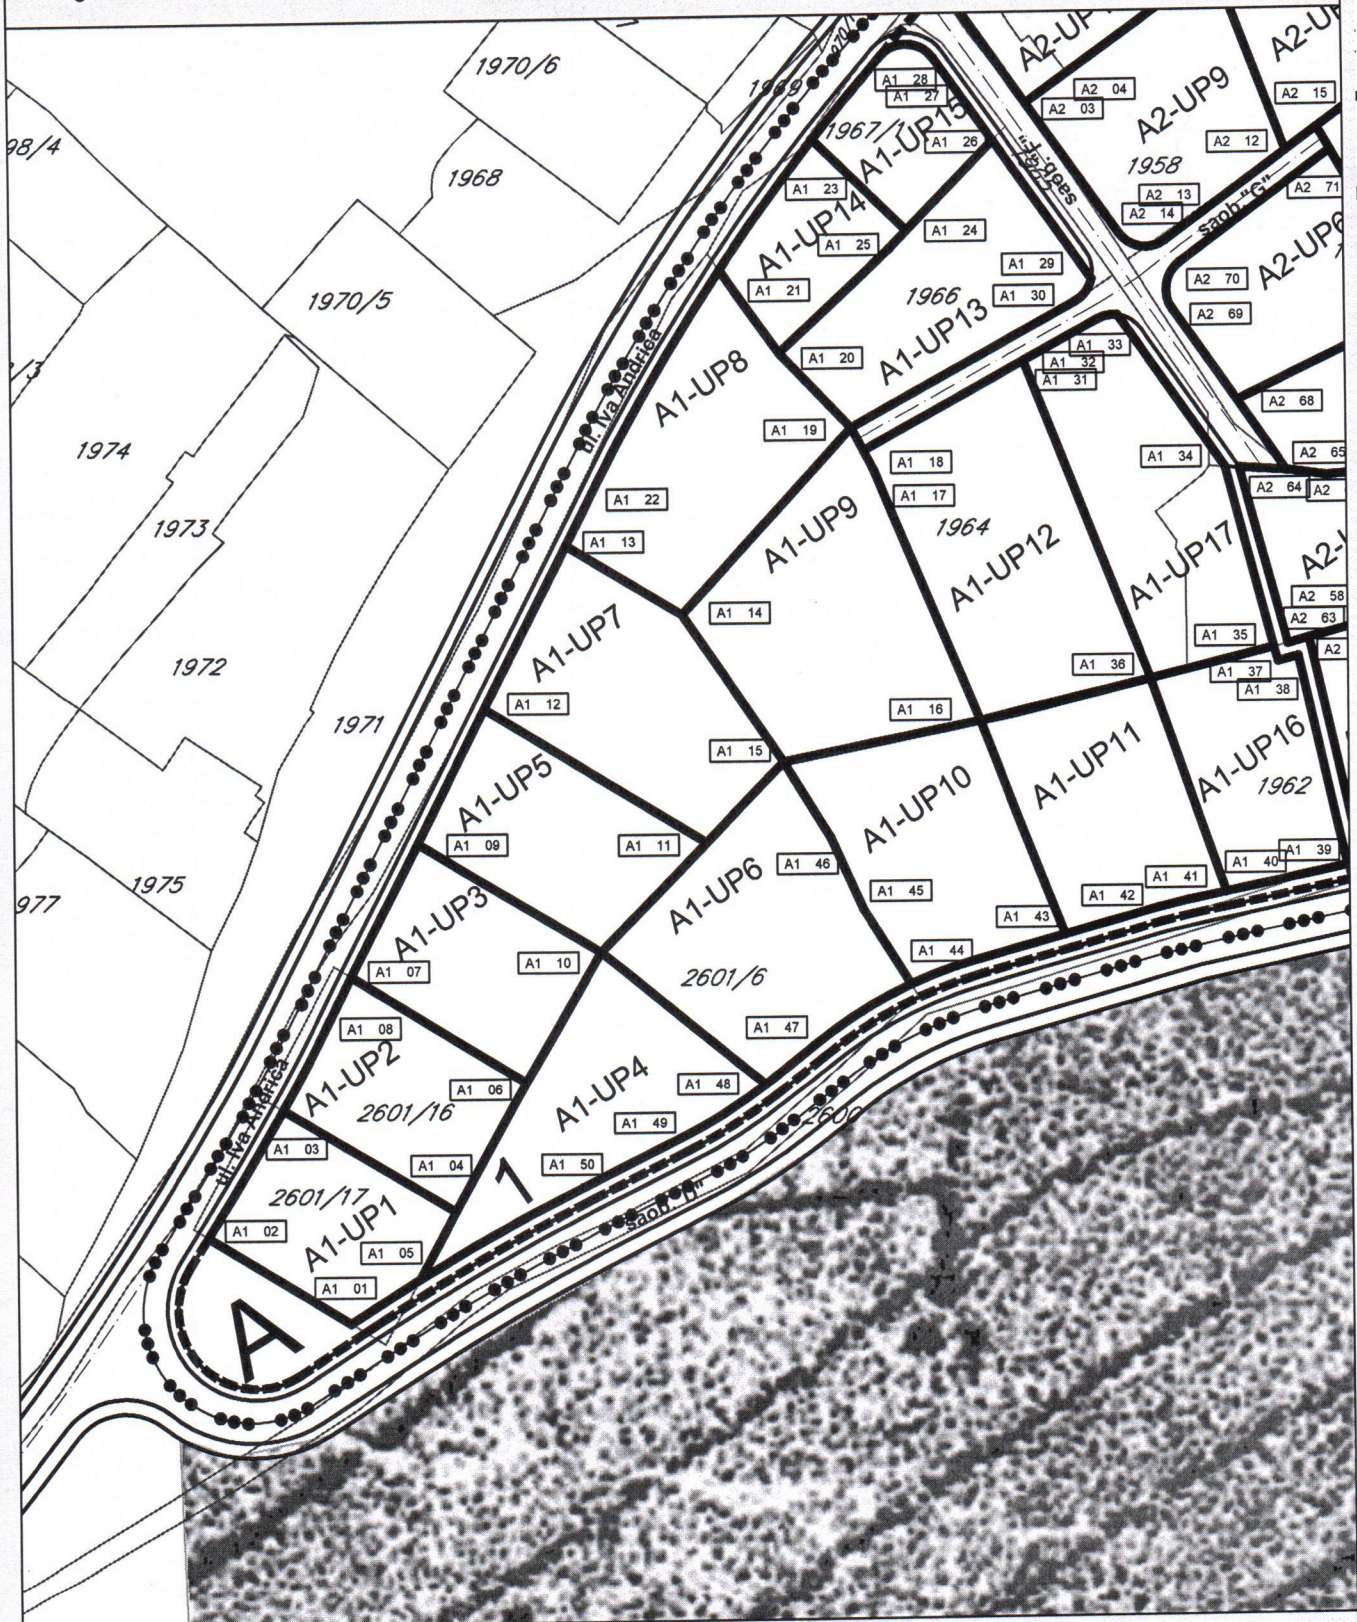 1970/6
1969
1967/1
A1 28
A1 27
A1-UP15
A1 26
A2 04
A2 03
A2-UP9
A2 15
A2 12
1958
98/4
1968
A1 23
A1-UP14
A1 25
A1 24
saob. "F"
A2 13
A2 14
saob "G"
A2 71
A2-UP6
1970/5
A1 21
A1 29
A1 30
1966
A2 70
A2 69
A1-UP13
A1-UP8
A1 20
A1 33
A1 32
A1 31
ul. Iva Andrića
1974
A1 19
A2 68
A1 18
A1 34
A2 65
A1 22
A1 17
A2 64
A2
1973
A1 13
A1-UP9
1964
A1-UP12
A1-UP17
A2 58
A2 63
A1-UP7
A1 14
A1 35
A2
1972
A1 36
A1 37
A1 38
1971
A1 12
A1 16
A1 15
A1-UP5
A1-UP10
A1-UP11
A1-UP16
1962
A1 09
A1 11
A1 46
A1 39
A1 40
1975
977
A1-UP3
A1-UP6
A1 45
A1 41
A1 42
A1 43
A1 44
A1 07
A1 10
2601/6
A1 08
A1 47
A1-UP2
2601/16
A1 06
A1-UP4
A1 48
A1 49
2600
ul. Iva Andrića
A1 03
A1 04
1
A1 50
2601/17
A1-UP1
A1 02
A1 05
saob. "D"
A1 01
A